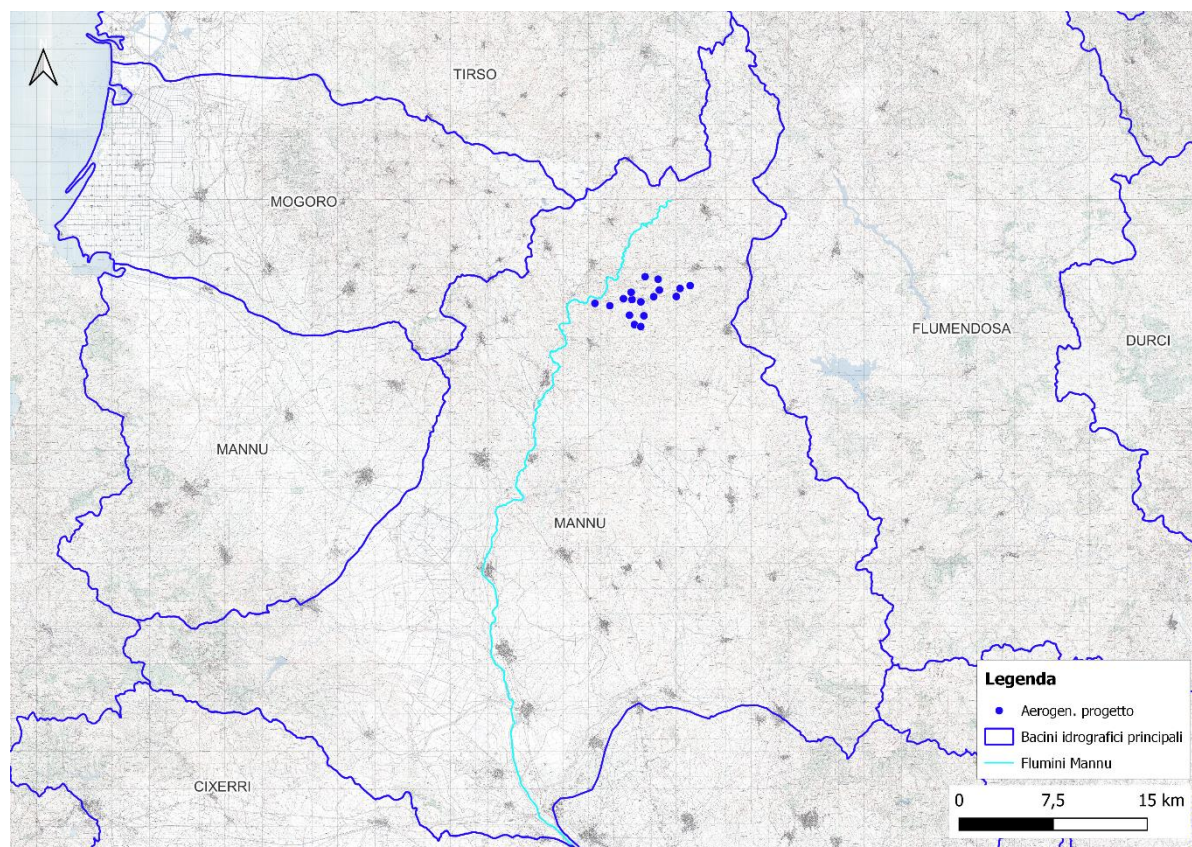 TIRSO
MOGORO
FLUMENDOSA
DURCI
MANNU
MANNU
CIXERRI
Legenda
Aerogen. progetto
Bacini idrografici principali
Flumini Mannu
0 7,5 15 km